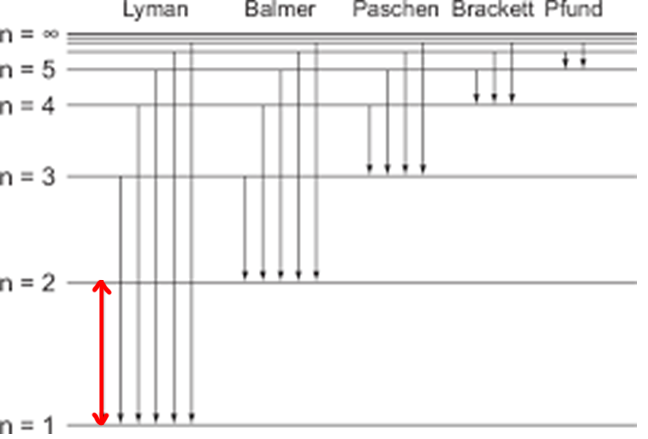 Lyman Balmer Paschen Brackett Pfund
n = ∞
n = 5
n = 4
n = 3
n = 2
n = 1